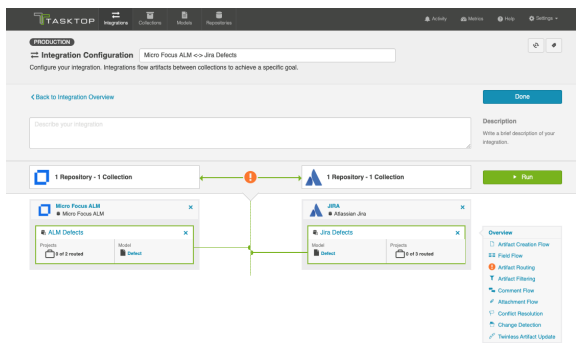 TASKTOP
Integrations
Collections
Models
Repositories
Activity
Metrics
Help
Settings
PRODUCTION
Integration Configuration
Micro Focus ALM <-> Jira Defects
Configure your integration. Integrations flow artifacts between collections to achieve a specific goal.
Back to Integration Overview
Done
Describe your integration
Description
Write a brief description of your
integration.
1 Repository - 1 Collection
1 Repository - 1 Collection
Run
Micro Focus ALM
Micro Focus ALM
JIRA
Atlassian Jira
ALM Defects
Projects
0 of 2 routed
Model
Defect
Jira Defects
Model
Defect
Projects
0 of 3 routed
Overview
Artifact Creation Flow
Field Flow
Artifact Routing
Artifact Filtering
Comment Flow
Attachment Flow
Conflict Resolution
Change Detection
Twinless Artifact Update